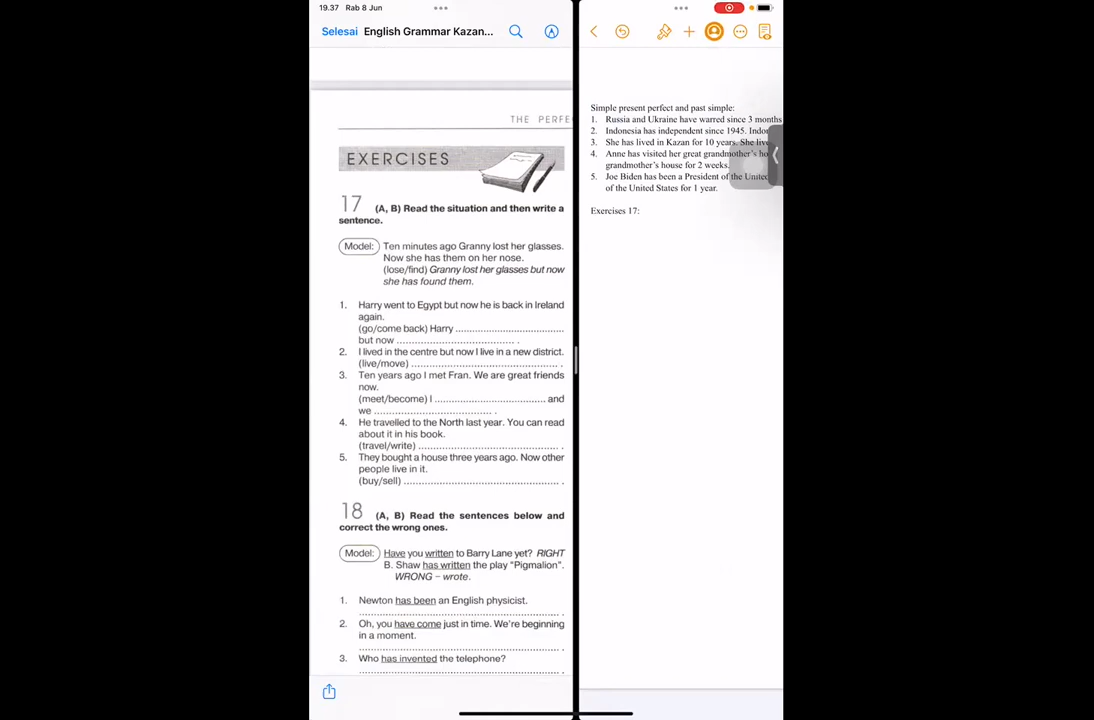 19.37 Rab 8 Jun
Selesai English Grammar Kazan...
THE PERFE
EXERCISES
17 (A, B) Read the situation and then write a
sentence.
Model: Ten minutes ago Granny lost her glasses.
Now she has them on her nose.
(lose/find) Granny lost her glasses but now
she has found them.
1. Harry went to Egypt but now he is back in Ireland
again.
(go/come back) Harry ....................................
but now ....................................... .
2. I lived in the centre but now I live in a new district.
(live/move) ................................................. .
3. Ten years ago I met Fran. We are great friends
now.
(meet/become) I ...................................... and
we ........................................ .
4. He travelled to the North last year. You can read
about it in his book.
(travel/write) ................................................ .
5. They bought a house three years ago. Now other
people live in it.
(buy/sell) .................................................... .
18 (A, B) Read the sentences below and
correct the wrong ones.
Model: Have you written to Barry Lane yet? RIGHT
B. Shaw has written the play "Pigmalion".
WRONG – wrote.
1. Newton has been an English physicist.
.................................................................. .
2. Oh, you have come just in time. We're beginning
in a moment.
.................................................................. .
3. Who has invented the telephone?
.................................................................. .
Simple present perfect and past simple:
1. Russia and Ukraine have warred since 3 months
2. Indonesia has independent since 1945. Indon
3. She has lived in Kazan for 10 years. She live
4. Anne has visited her great grandmother's ho
grandmother's house for 2 weeks.
5. Joe Biden has been a President of the United
of the United States for 1 year.
Exercises 17: